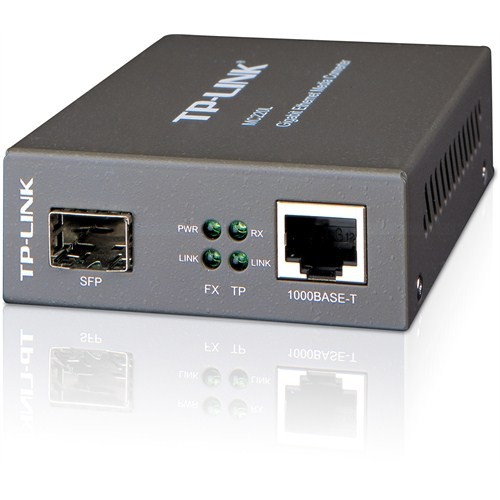 TP-LINK
MC220L
Gigabit Ethernet Media Converter
TP-LINK
SFP
PWR RX
LINK LINK
FX TP
1000BASE-T